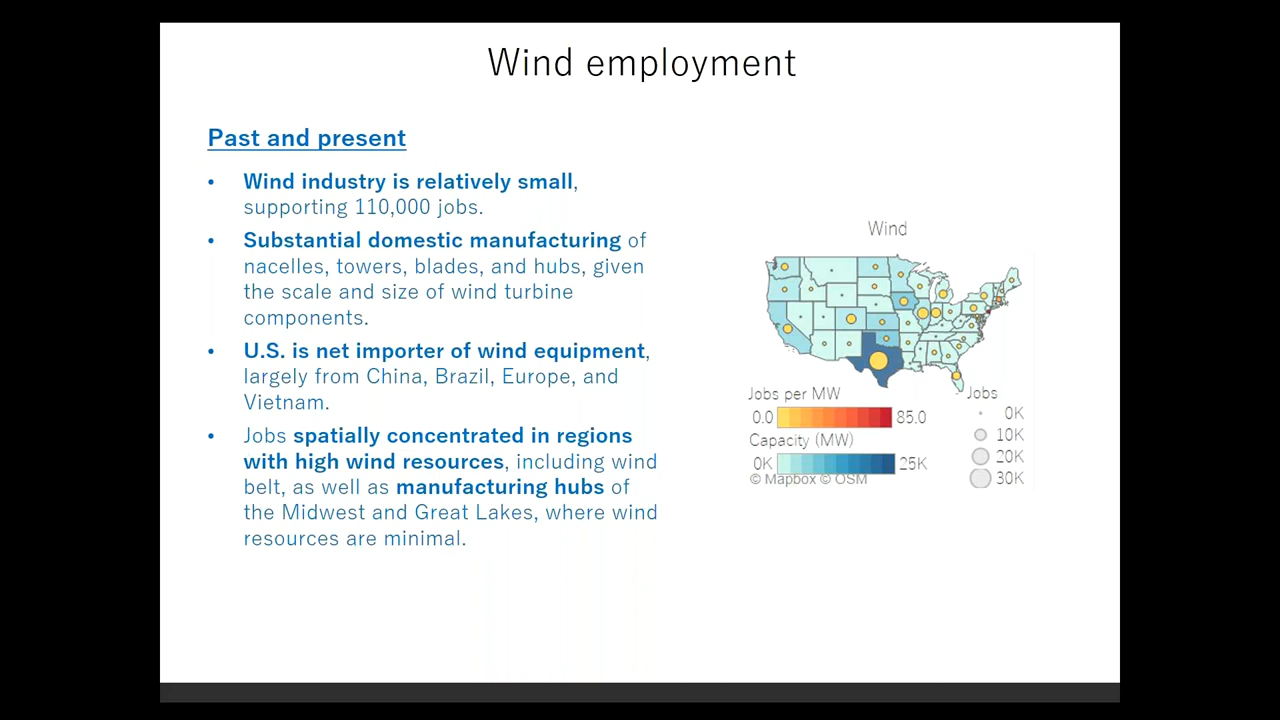 Wind employment
Past and present
• Wind industry is relatively small,
supporting 110,000 jobs.
• Substantial domestic manufacturing of
nacelles, towers, blades, and hubs, given
the scale and size of wind turbine
components.
• U.S. is net importer of wind equipment,
largely from China, Brazil, Europe, and
Vietnam.
• Jobs spatially concentrated in regions
with high wind resources, including wind
belt, as well as manufacturing hubs of
the Midwest and Great Lakes, where wind
resources are minimal.
Wind
Jobs per MW
0.0 85.0
Capacity (MW)
0K 25K
© Mapbox © OSM
Jobs
0K
10K
20K
30K